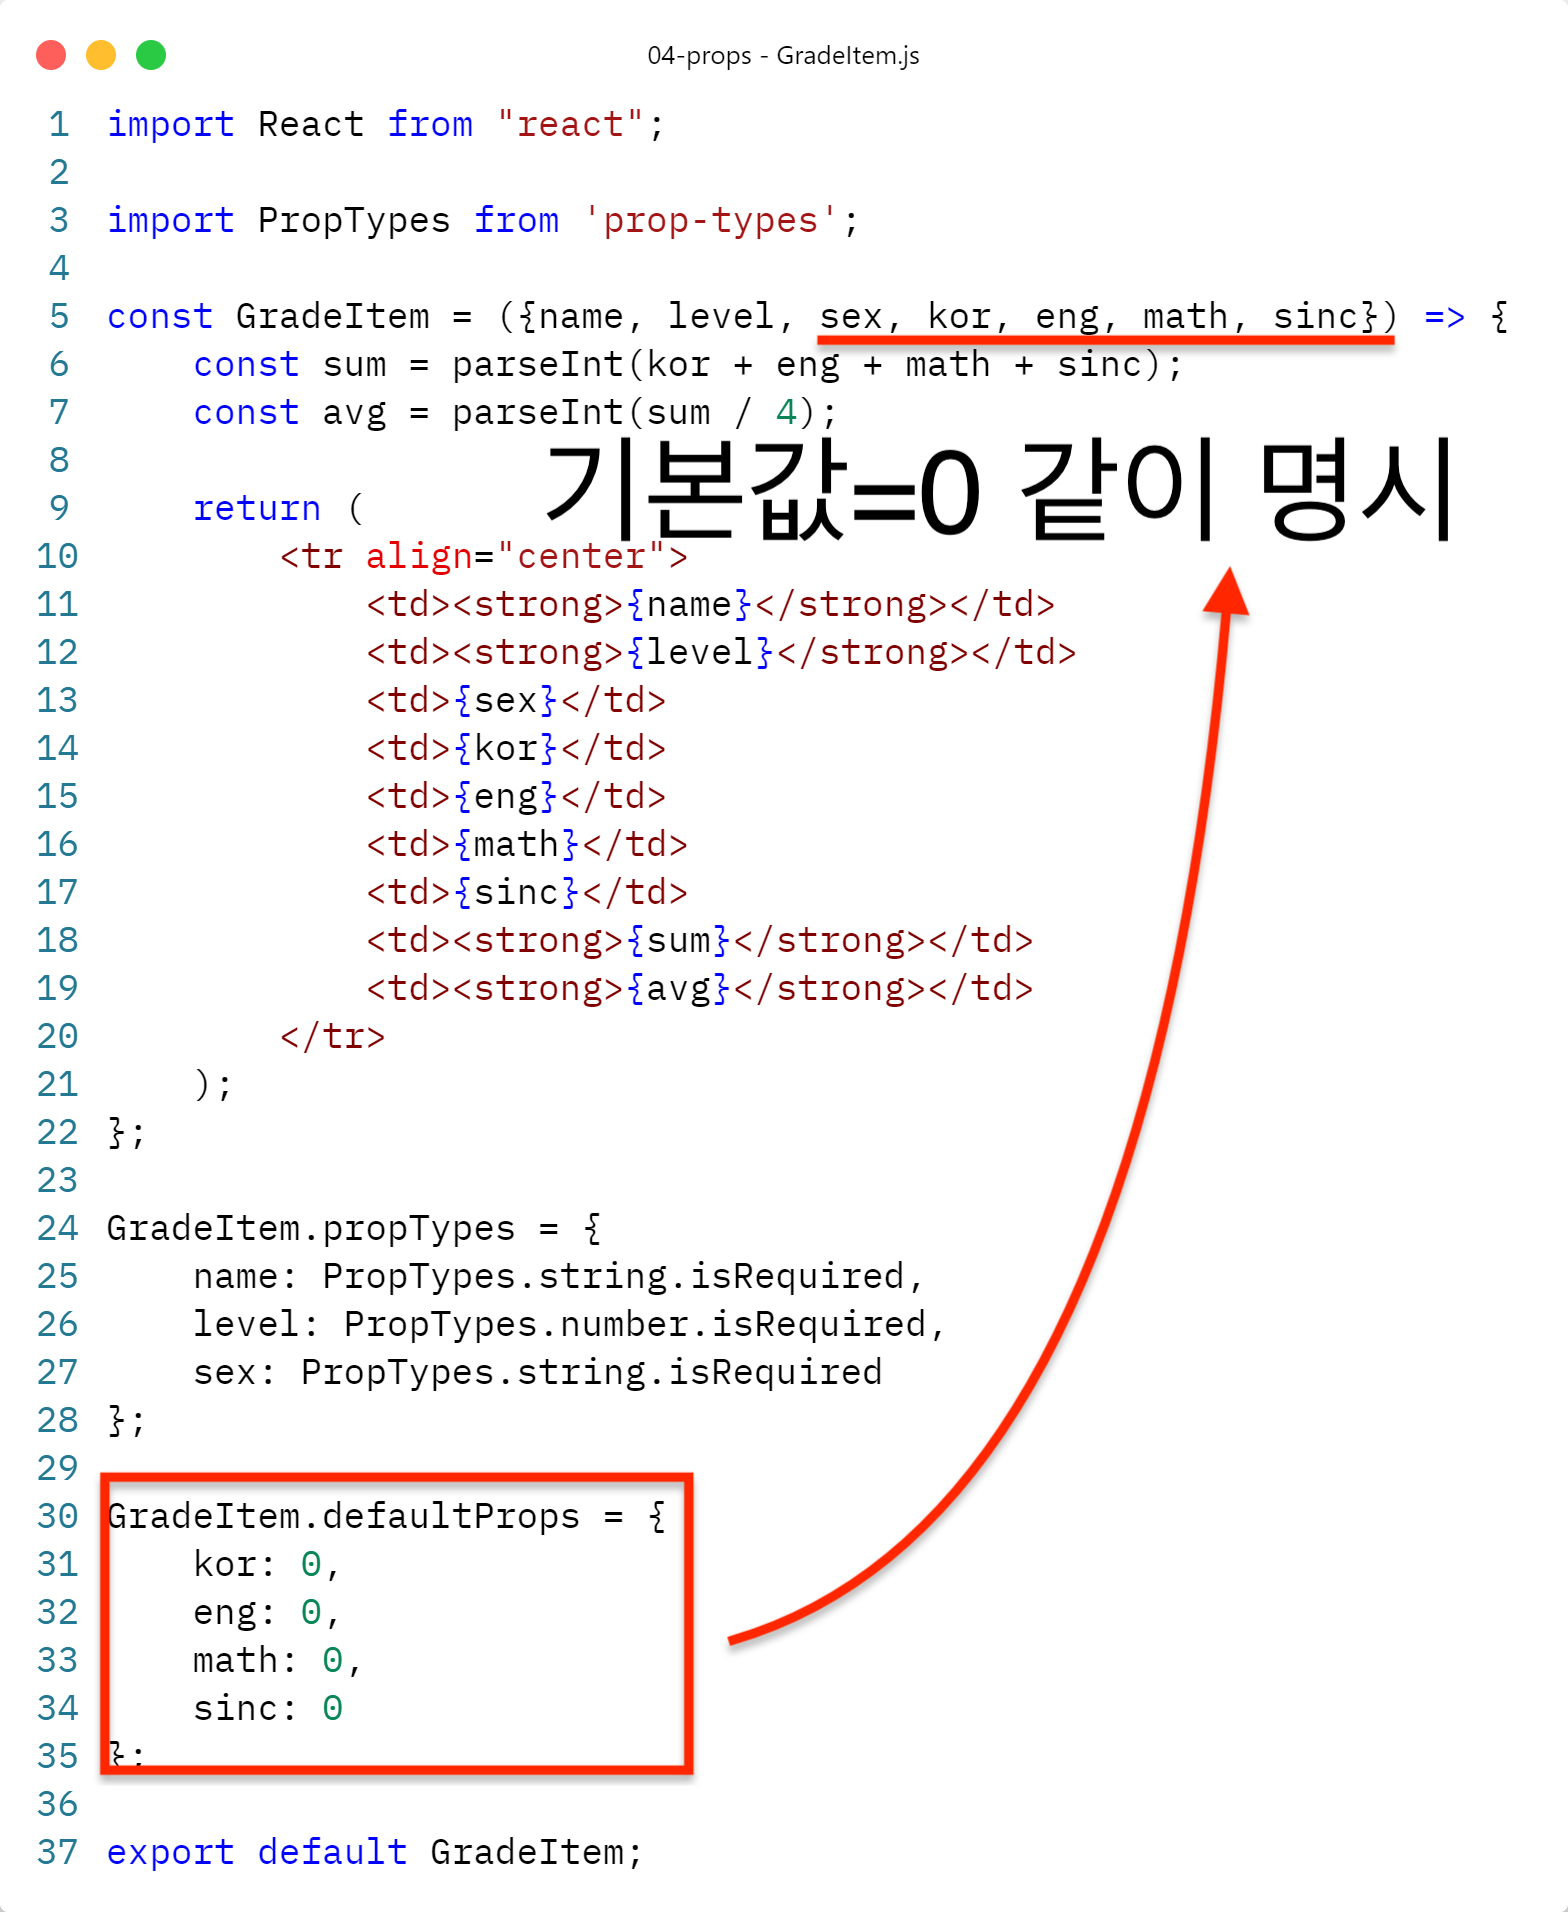 04-props - GradeItem.js
1 import React from "react";
2
3 import PropTypes from 'prop-types';
4
5 const GradeItem = ({name, level, sex, kor, eng, math, sinc}) => {
6 const sum = parseInt(kor + eng + math + sinc);
7 const avg = parseInt(sum / 4);
8
기본값=0 같이 명시
9 return (
10 <tr align="center">
11 <td><strong>{name}</strong></td>
12 <td><strong>{level}</strong></td>
13 <td>{sex}</td>
14 <td>{kor}</td>
15 <td>{eng}</td>
16 <td>{math}</td>
17 <td>{sinc}</td>
18 <td><strong>{sum}</strong></td>
19 <td><strong>{avg}</strong></td>
20 </tr>
21 );
22 };
23
24 GradeItem.propTypes = {
25 name: PropTypes.string.isRequired,
26 level: PropTypes.number.isRequired,
27 sex: PropTypes.string.isRequired
28 };
29
30 GradeItem.defaultProps = {
31 kor: 0,
32 eng: 0,
33 math: 0,
34 sinc: 0
35 };
36
37 export default GradeItem;